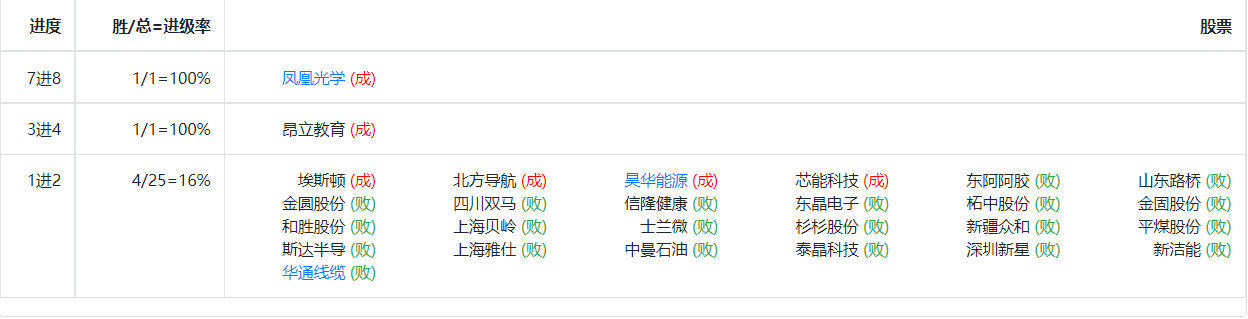 进度 胜/总=进级率 股票
7进8 1/1=100% 凤凰光学 (成)
3进4 1/1=100% 昂立教育 (成)
1进2 4/25=16% 埃斯顿 (成) 北方导航 (成) 昊华能源 (成) 芯能科技 (成) 东阿阿胶 (败) 山东路桥 (败)
金圆股份 (败) 四川双马 (败) 信隆健康 (败) 东晶电子 (败) 柘中股份 (败) 金固股份 (败)
和胜股份 (败) 上海贝岭 (败) 士兰微 (败) 杉杉股份 (败) 新疆众和 (败) 平煤股份 (败)
斯达半导 (败) 上海雅仕 (败) 中曼石油 (败) 泰晶科技 (败) 深圳新星 (败) 新洁能 (败)
华通线缆 (败)